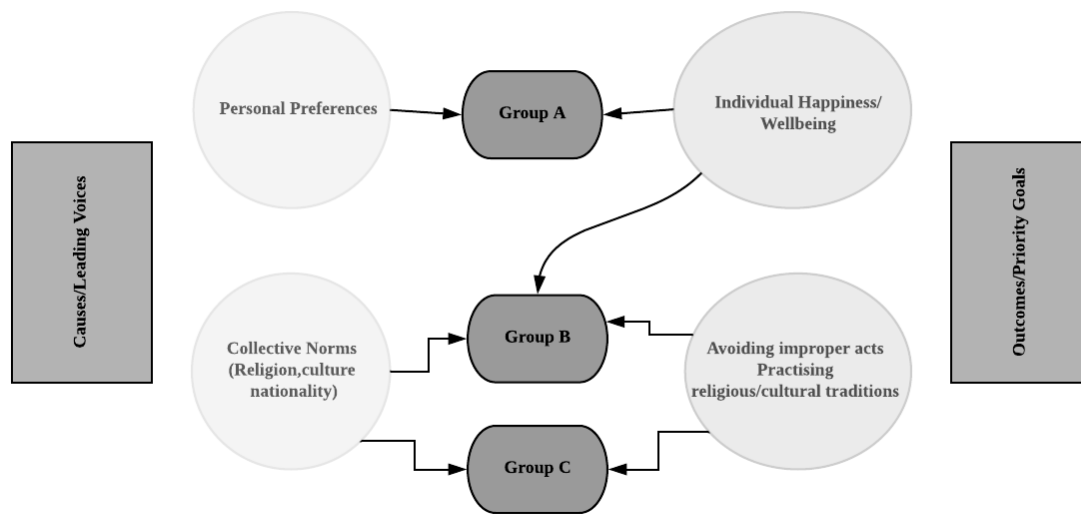 Personal Preferences
Group A
Individual Happiness/
Wellbeing
Causes/Leading Voices
Outcomes/Priority Goals
Collective Norms
(Religion,culture
nationality)
Group B
Avoiding improper acts
Practising
religious/cultural traditions
Group C